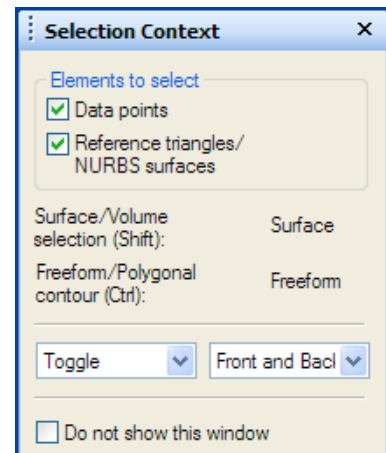 Selection Context
Elements to select
Data points
Reference triangles/
NURBS surfaces
Surface/Volume
selection (Shift):
Surface
Freeform/Polygonal
contour (Ctrl):
Freeform
Toggle
Front and Bacl
Do not show this window